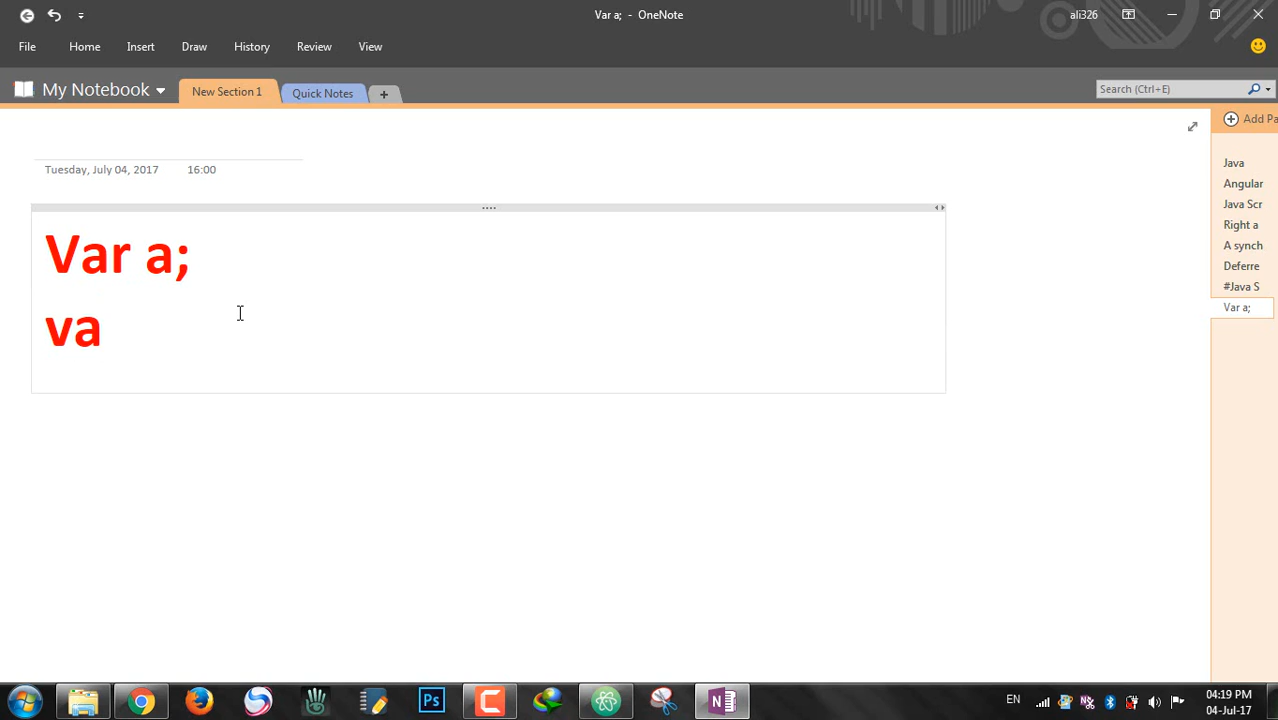 Var a; - OneNote
ali326
File Home Insert Draw History Review View
My Notebook New Section 1 Quick Notes +
Search (Ctrl+E)
Add Pa
Tuesday, July 04, 2017 16:00
Var a;
va
Java
Angular
Java Scr
Right a
A synch
Deferre
#Java S
Var a;
Ps
N
EN
04:19 PM
04-Jul-17